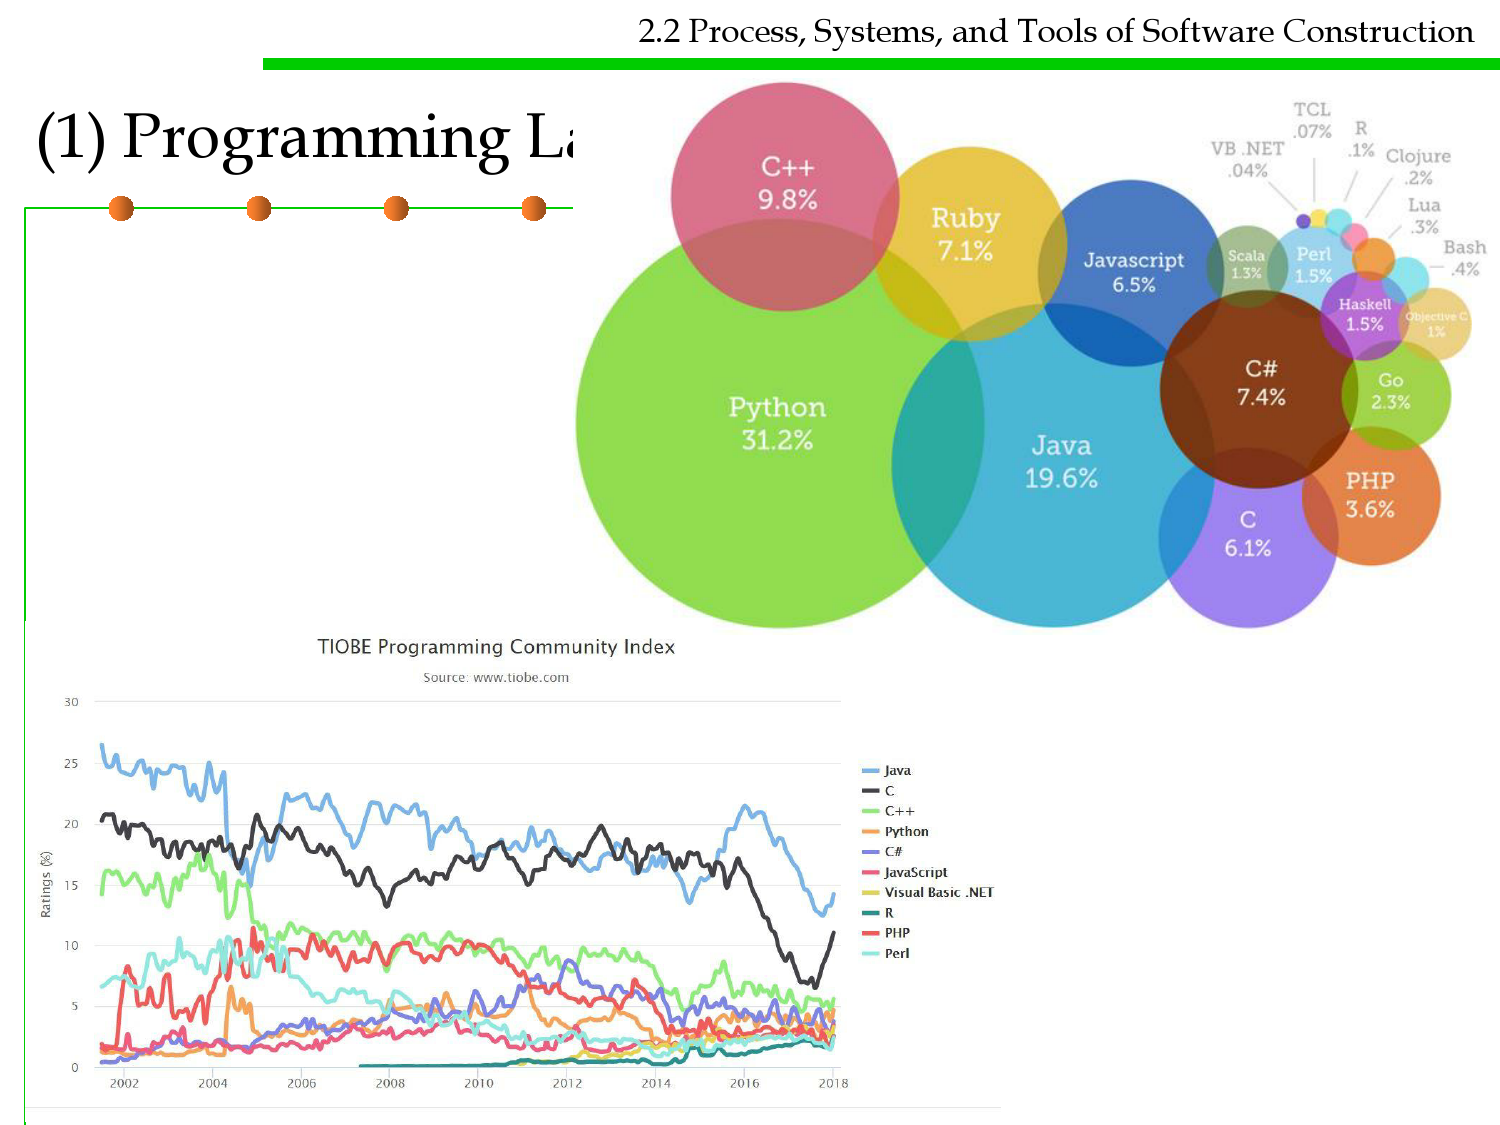 2.2 Process, Systems, and Tools of Software Construction
(1) Programming La
C++
9.8%
Ruby
7.1%
Javascript
6.5%
Python
31.2%
Java
19.6%
C#
7.4%
C
6.1%
PHP
3.6%
Go
2.3%
Scala
1.3%
Perl
1.5%
Haskell
1.5%
Objective C
1%
VB .NET
.04%
TCL
.07%
R
.1%
Clojure
.2%
Lua
.3%
Bash
.4%
TIOBE Programming Community Index
Source: www.tiobe.com
Ratings (%)
30
25
20
15
10
5
0
2002 2004 2006 2008 2010 2012 2014 2016 2018
Java
C
C++
Python
C#
JavaScript
Visual Basic .NET
R
PHP
Perl